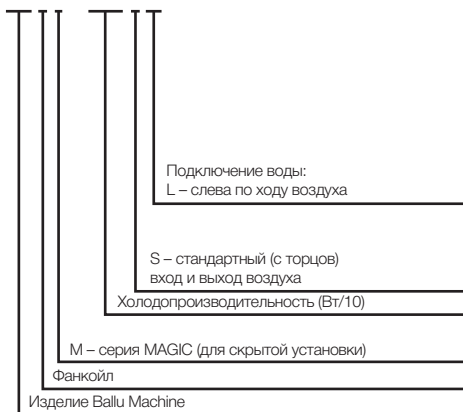 Подключение воды:
L – слева по ходу воздуха
S – стандартный (с торцов)
вход и выход воздуха
Холодопроизводительность (Вт/10)
M – серия MAGIC (для скрытой установки)
Фанкойл
Изделие Ballu Machine